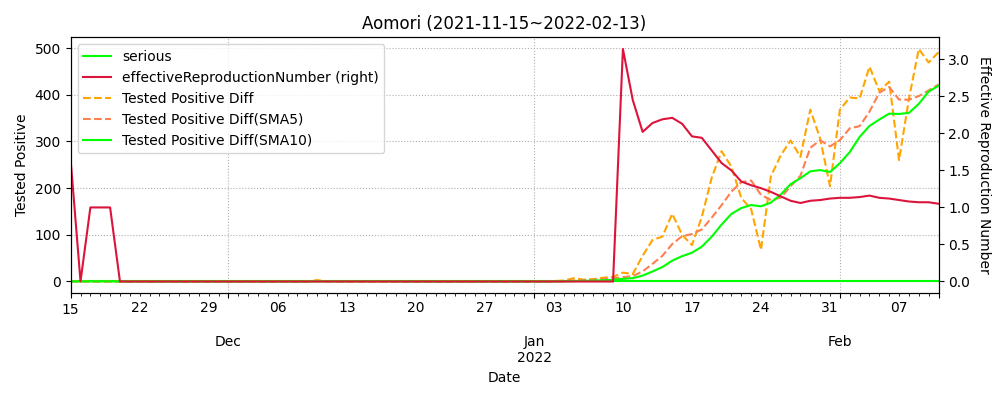 Aomori (2021-11-15~2022-02-13)
serious
effectiveReproductionNumber (right)
Tested Positive Diff
Tested Positive Diff(SMA5)
Tested Positive Diff(SMA10)
Tested Positive
500
400
300
200
100
0
3.0
2.5
2.0
1.5
1.0
0.5
0.0
Effective Reproduction Number
15 22 29 06 13 20 27 03 10 17 24 31 07
Dec Jan Feb
2022
Date